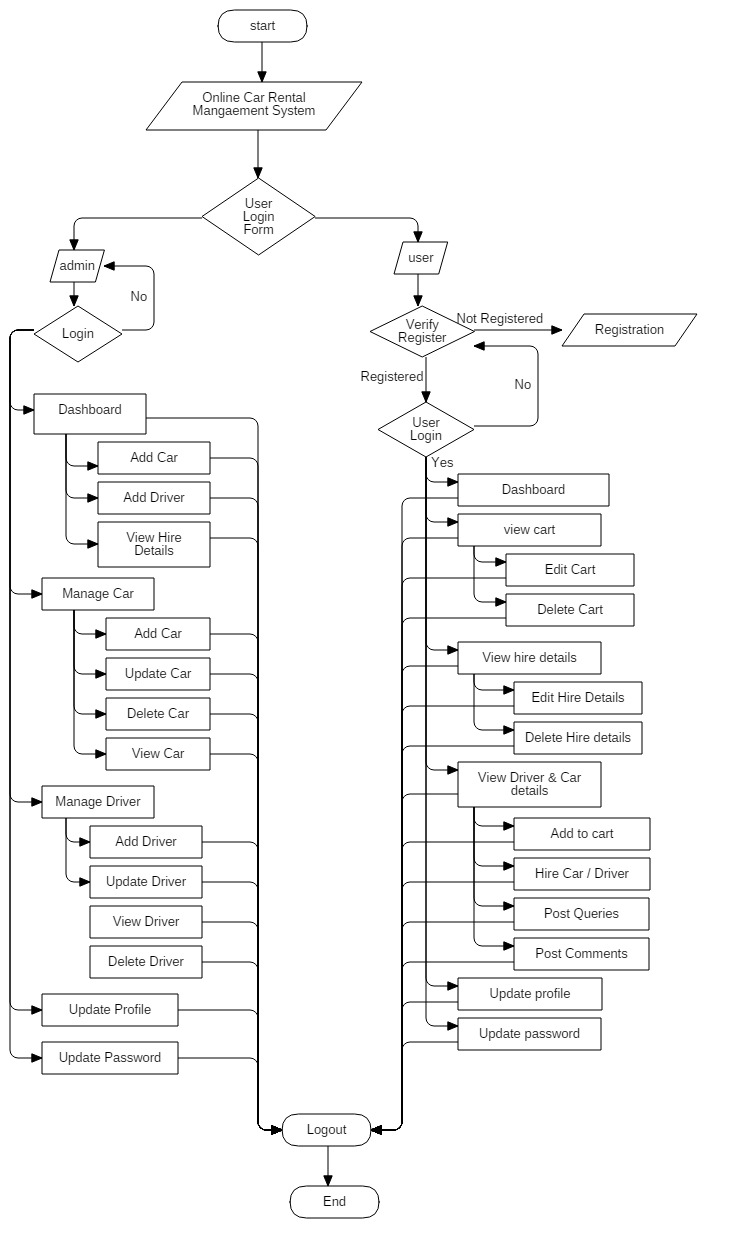 start
Online Car Rental
Mangaement System
User
Login
Form
admin
No
Login
user
Verify
Register
Not Registered
Registration
Registered
No
User
Login
Yes
Dashboard
Add Car
Add Driver
View Hire
Details
Manage Car
Add Car
Update Car
Delete Car
View Car
Manage Driver
Add Driver
Update Driver
View Driver
Delete Driver
Update Profile
Update Password
Dashboard
view cart
Edit Cart
Delete Cart
View hire details
Edit Hire Details
Delete Hire details
View Driver & Car
details
Add to cart
Hire Car / Driver
Post Queries
Post Comments
Update profile
Update password
Logout
End